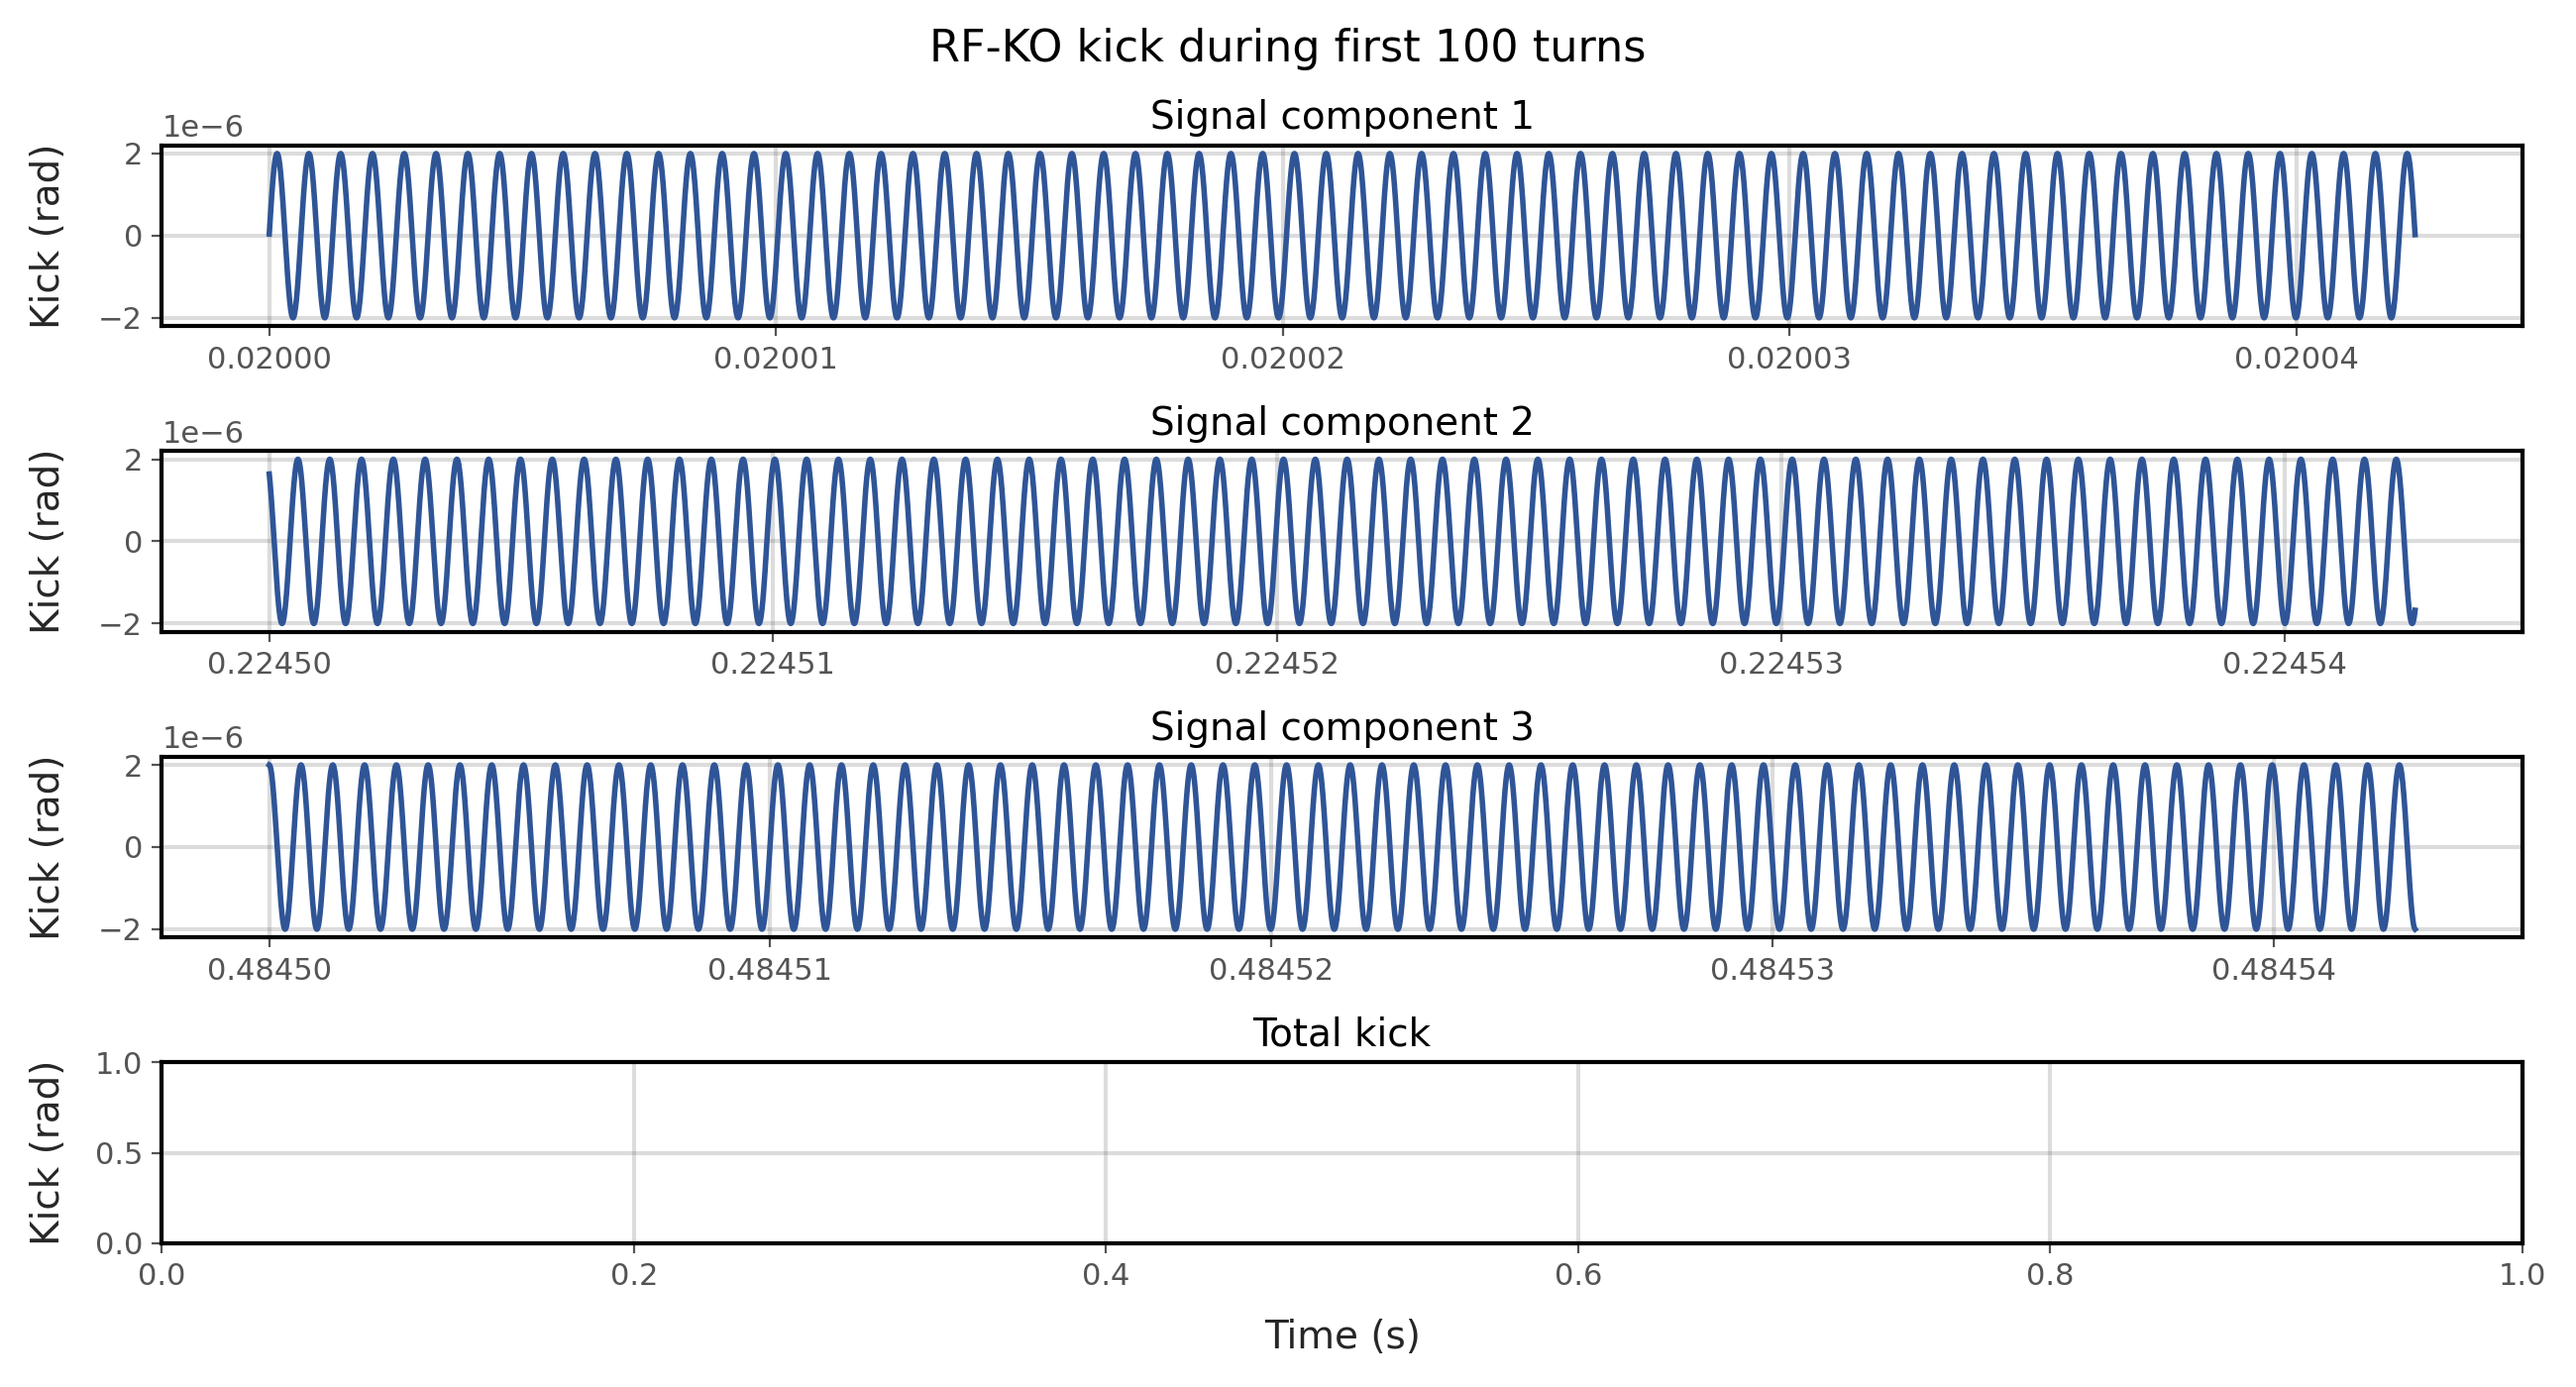 RF-KO kick during first 100 turns
Signal component 1
1e−6
Kick (rad)
2
0
−2
0.02000 0.02001 0.02002 0.02003 0.02004
Signal component 2
1e−6
Kick (rad)
2
0
−2
0.22450 0.22451 0.22452 0.22453 0.22454
Signal component 3
1e−6
Kick (rad)
2
0
−2
0.48450 0.48451 0.48452 0.48453 0.48454
Total kick
Kick (rad)
1.0
0.5
0.0
0.0 0.2 0.4 0.6 0.8 1.0
Time (s)